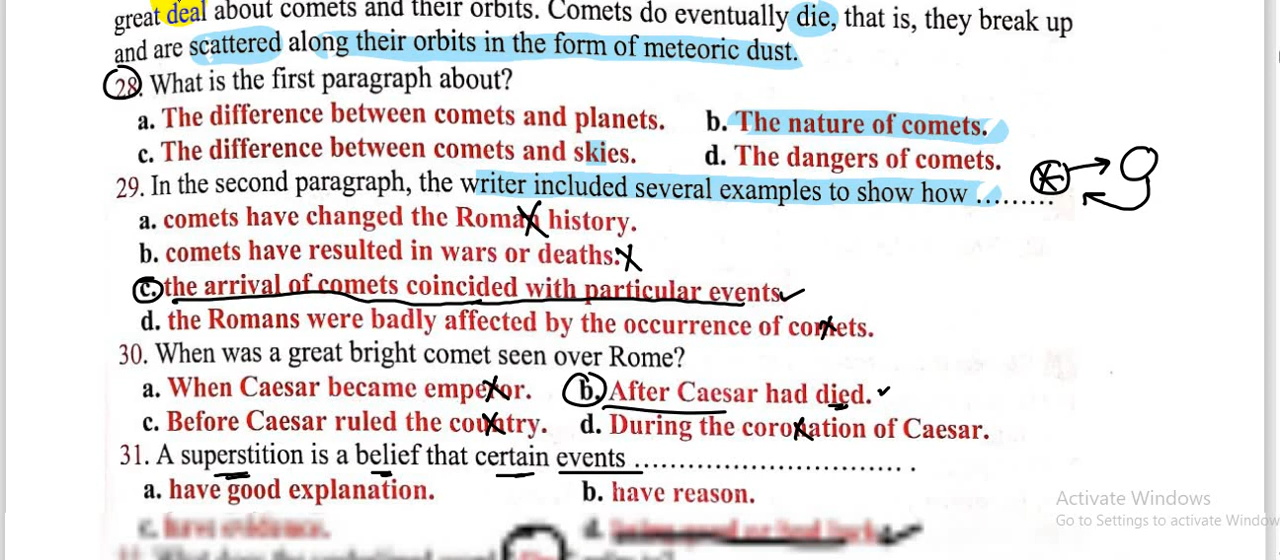 great deal about comets and their orbits. Comets do eventually die, that is, they break up
and are scattered along their orbits in the form of meteoric dust.
28. What is the first paragraph about?
a. The difference between comets and planets. b. The nature of comets.
c. The difference between comets and skies. d. The dangers of comets.
29. In the second paragraph, the writer included several examples to show how ..........
a. comets have changed the Roman history.
b. comets have resulted in wars or deaths.
c. the arrival of comets coincided with particular events
d. the Romans were badly affected by the occurrence of comets.
30. When was a great bright comet seen over Rome?
a. When Caesar became emperor. b. After Caesar had died.
c. Before Caesar ruled the country. d. During the coronation of Caesar.
31. A superstition is a belief that certain events ....................................... .
a. have good explanation. b. have reason.
c. have evidence. d.
Activate Windows
Go to Settings to activate Window